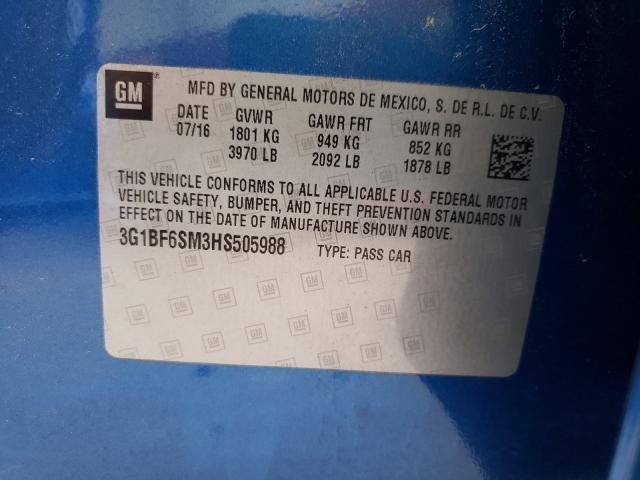 GM ®
MFD BY GENERAL MOTORS DE MEXICO, S. DE R.L. DE C.V.
DATE GVWR GAWR FRT GAWR RR
07/16 1801 KG 949 KG 852 KG
3970 LB 2092 LB 1878 LB
THIS VEHICLE CONFORMS TO ALL APPLICABLE U.S. FEDERAL MOTOR
VEHICLE SAFETY, BUMPER, AND THEFT PREVENTION STANDARDS IN
EFFECT ON THE DATE OF MANUFACTURE SHOWN ABOVE.
3G1BF6SM3HS505988 TYPE: PASS CAR